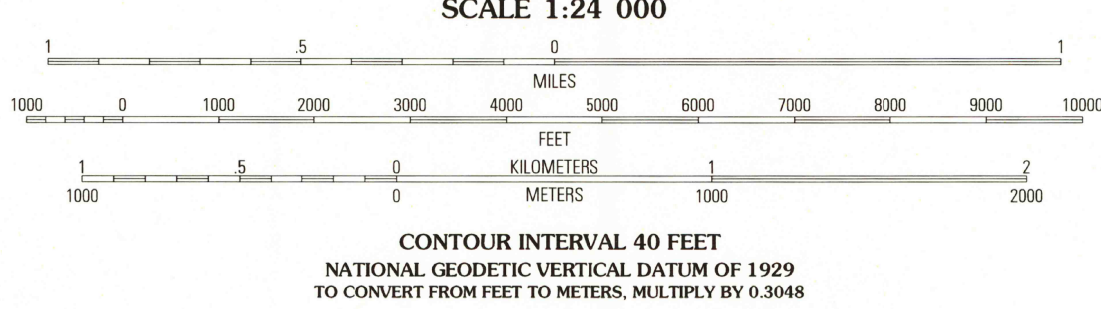 SCALE 1:24 000
1 .5 0 1
MILES
1000 0 1000 2000 3000 4000 5000 6000 7000 8000 9000 10000
FEET
1 .5 0 KILOMETERS 1 2
1000 0 METERS 1000 2000
CONTOUR INTERVAL 40 FEET
NATIONAL GEODETIC VERTICAL DATUM OF 1929
TO CONVERT FROM FEET TO METERS, MULTIPLY BY 0.3048